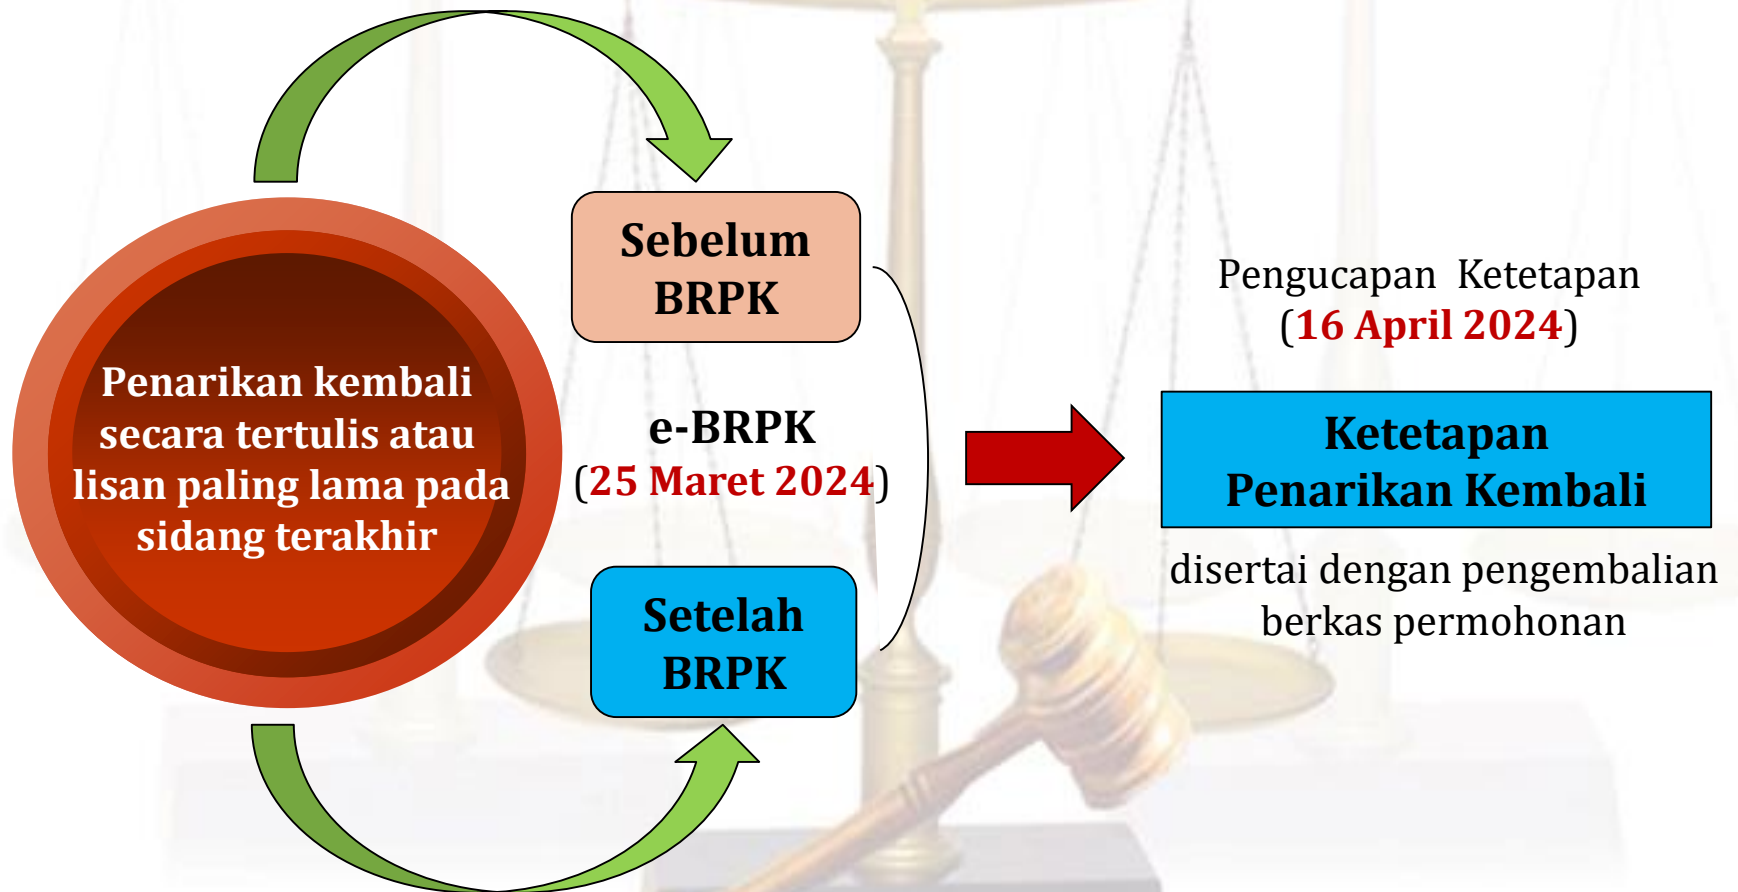 Penarikan kembali
secara tertulis atau
lisan paling lama pada
sidang terakhir
Sebelum
BRPK
e-BRPK
(25 Maret 2024)
Setelah
BRPK
Pengucapan Ketetapan
(16 April 2024)
Ketetapan
Penarikan Kembali
disertai dengan pengembalian
berkas permohonan